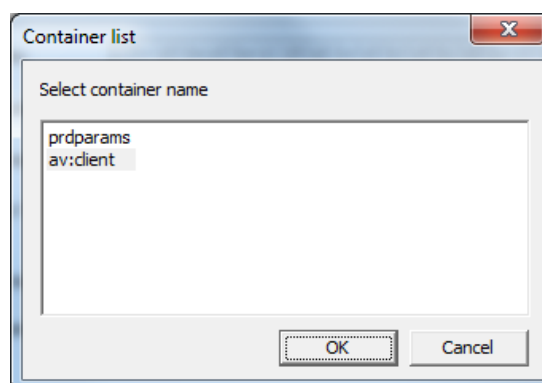 Container list
Select container name
prdparams
av:client
OK
Cancel